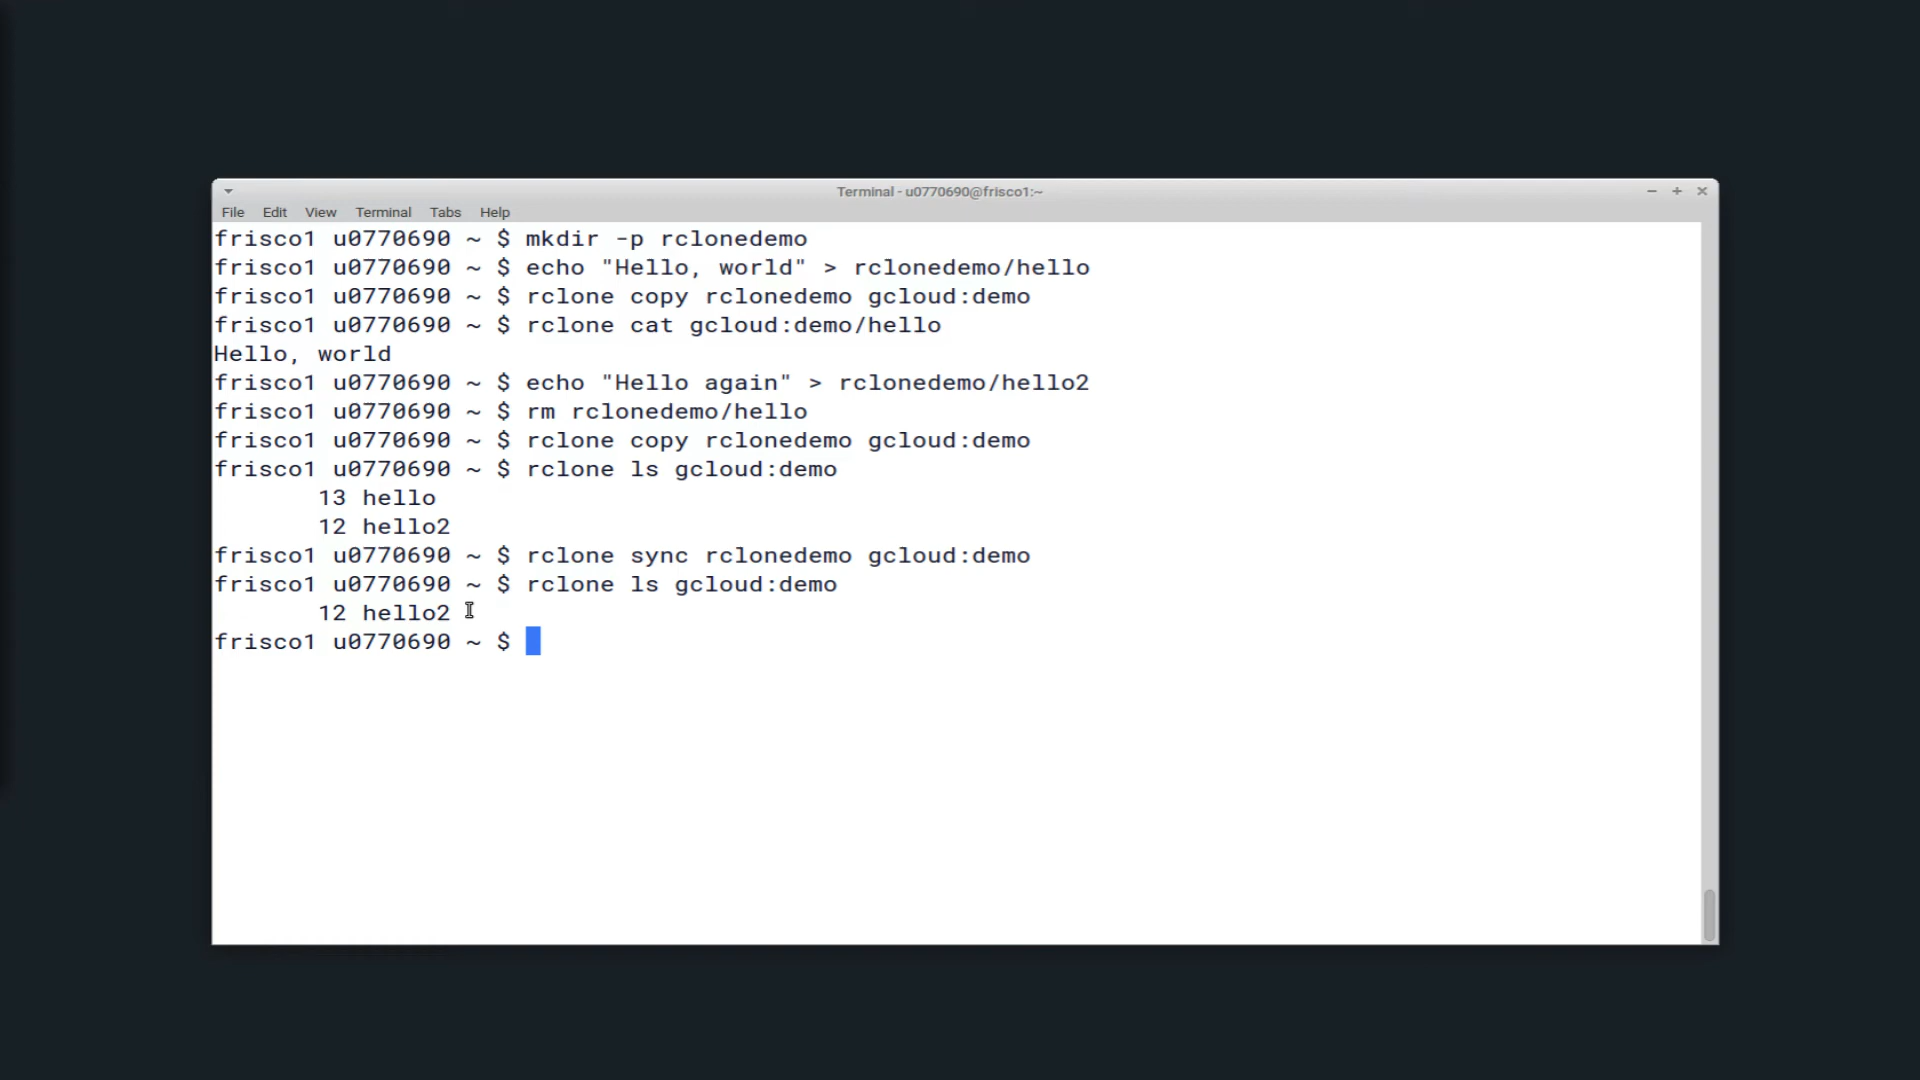 Terminal - u0770690@frisco1:~
File Edit View Terminal Tabs Help
frisco1 u0770690 ~ $ mkdir -p rclonedemo
frisco1 u0770690 ~ $ echo "Hello, world" > rclonedemo/hello
frisco1 u0770690 ~ $ rclone copy rclonedemo gcloud:demo
frisco1 u0770690 ~ $ rclone cat gcloud:demo/hello
Hello, world
frisco1 u0770690 ~ $ echo "Hello again" > rclonedemo/hello2
frisco1 u0770690 ~ $ rm rclonedemo/hello
frisco1 u0770690 ~ $ rclone copy rclonedemo gcloud:demo
frisco1 u0770690 ~ $ rclone ls gcloud:demo
13 hello
12 hello2
frisco1 u0770690 ~ $ rclone sync rclonedemo gcloud:demo
frisco1 u0770690 ~ $ rclone ls gcloud:demo
12 hello2
frisco1 u0770690 ~ $